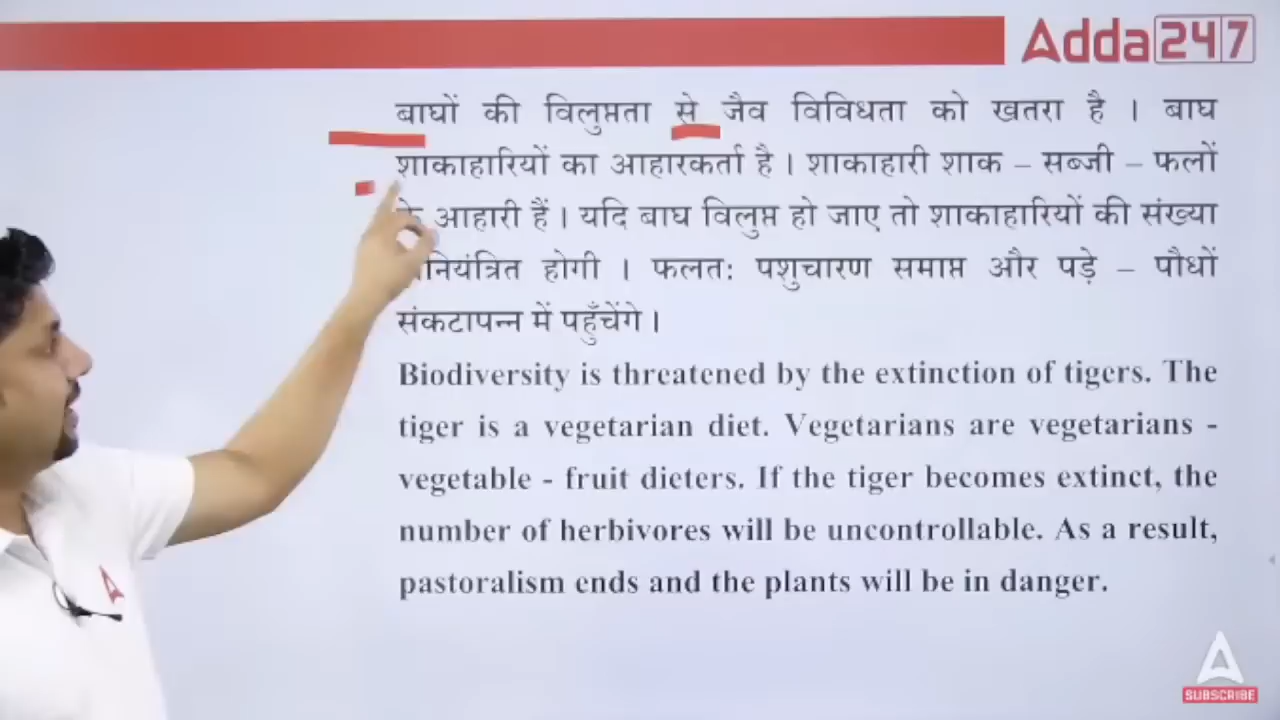 Adda247
बाघों की विलुप्तता से जैव विविधता को खतरा है । बाघ
शाकाहारियों का आहारकर्ता है । शाकाहारी शाक – सब्जी – फलों
आहारी हैं । यदि बाघ विलुप्त हो जाए तो शाकाहारियों की संख्या
होगी । फलतः पशुचारण समाप्त और पड़े – पौधों
संकटापन्न में पहुँचेंगे ।
Biodiversity is threatened by the extinction of tigers. The
tiger is a vegetarian diet. Vegetarians are vegetarians -
vegetable - fruit dieters. If the tiger becomes extinct, the
number of herbivores will be uncontrollable. As a result,
pastoralism ends and the plants will be in danger.
SUBSCRIBE